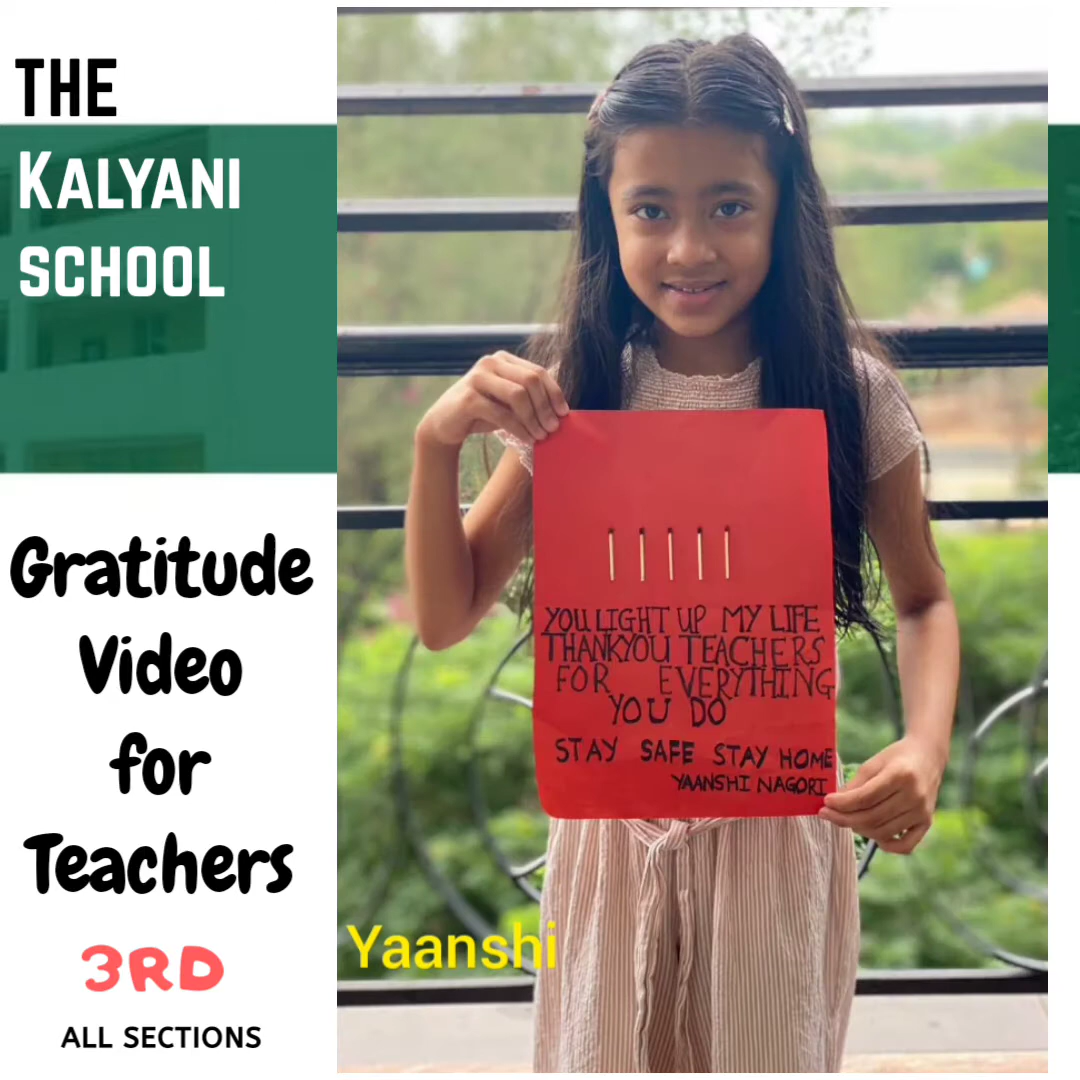 THE
KALYANI
SCHOOL
Gratitude
Video
for
Teachers
3RD
ALL SECTIONS
YOU LIGHT UP MY LIFE
THANKYOU TEACHERS
FOR EVERYTHING
YOU DO
STAY SAFE STAY HOME
YAANSHI NAGORI
Yaanshi